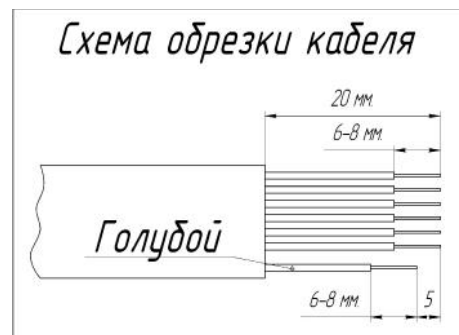 Схема обрезки кабеля
20 мм.
6-8 мм.
Голубой
6-8 мм.
5